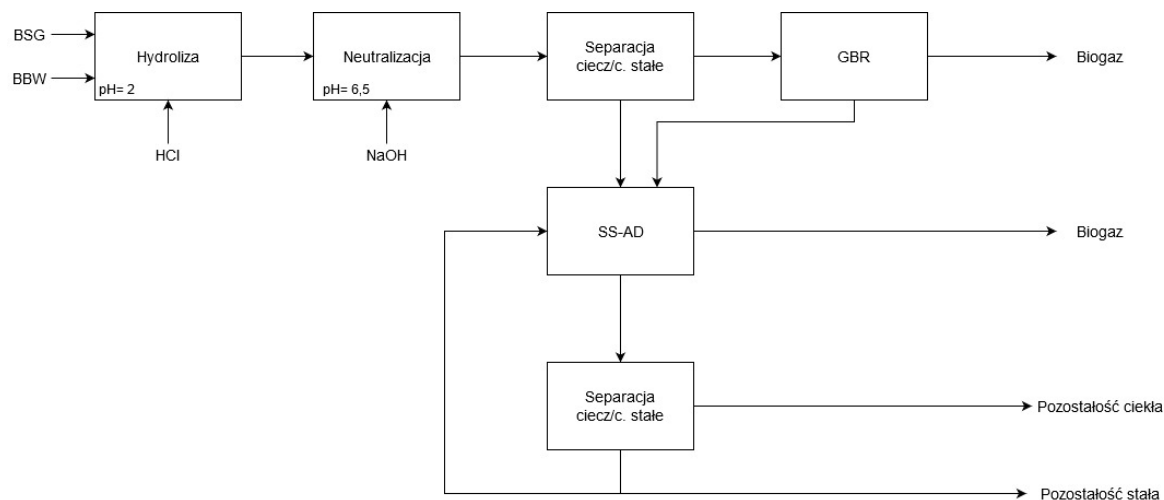 BSG
BBW
Hydroliza
pH= 2
HCl
Neutralizacja
pH= 6,5
NaOH
Separacja
ciecz/c. stałe
GBR
Biogaz
SS-AD
Biogaz
Separacja
ciecz/c. stałe
Pozostałość ciekła
Pozostałość stała